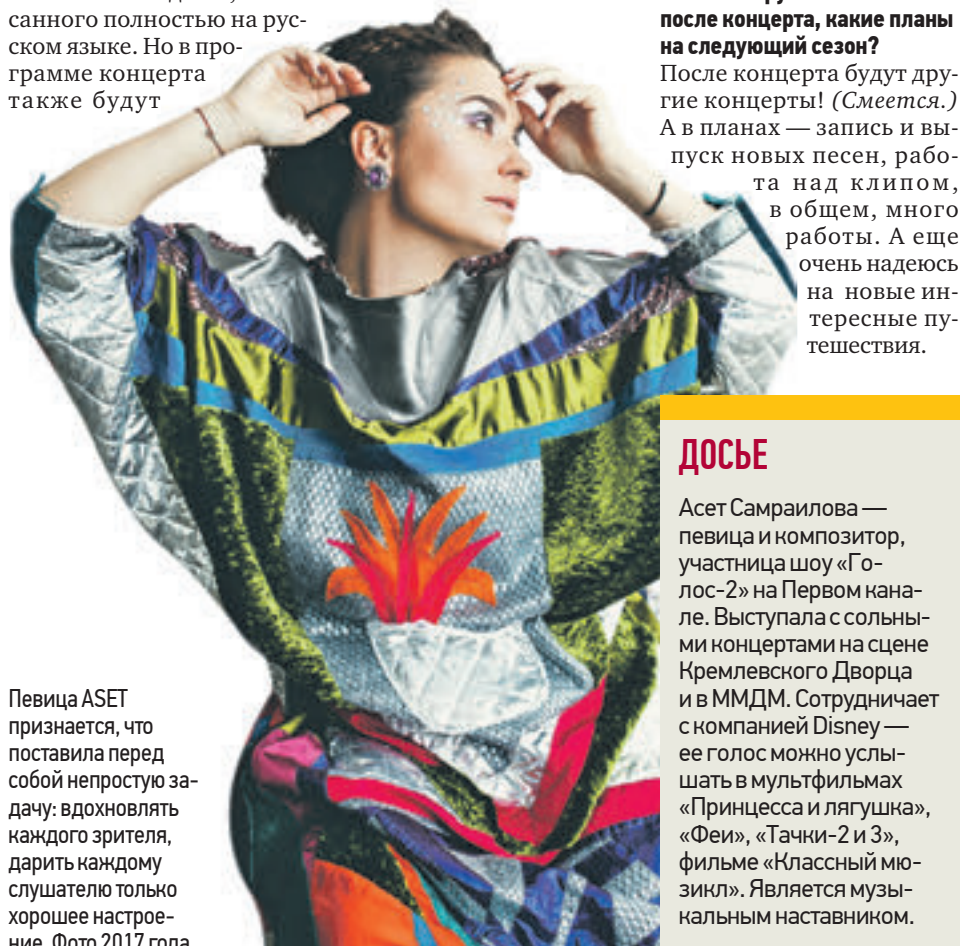 санного полностью на рус-
ском языке. Но в про-
грамме концерта
также будут
после концерта, какие планы
на следующий сезон?
После концерта будут дру-
гие концерты! (Смеется.)
А в планах — запись и вы-
пуск новых песен, рабо-
та над клипом,
в общем, много
работы. А еще
очень надеюсь
на новые ин-
тересные пу-
тешествия.
Певица ASET
признается, что
поставила перед
собой непростую за-
дачу: вдохновлять
каждого зрителя,
дарить каждому
слушателю только
хорошее настрое-
ние. Фото 2017 года
ДОСЬЕ
Асет Самраилова —
певица и композитор,
участница шоу «Го-
лос-2» на Первом кана-
ле. Выступала с сольны-
ми концертами на сцене
Кремлевского Дворца
и в ММДМ. Сотрудничает
с компанией Disney —
ее голос можно услы-
шать в мультфильмах
«Принцесса и лягушка»,
«Феи», «Тачки-2 и 3»,
фильме «Классный мю-
зикл». Является музы-
кальным наставником.